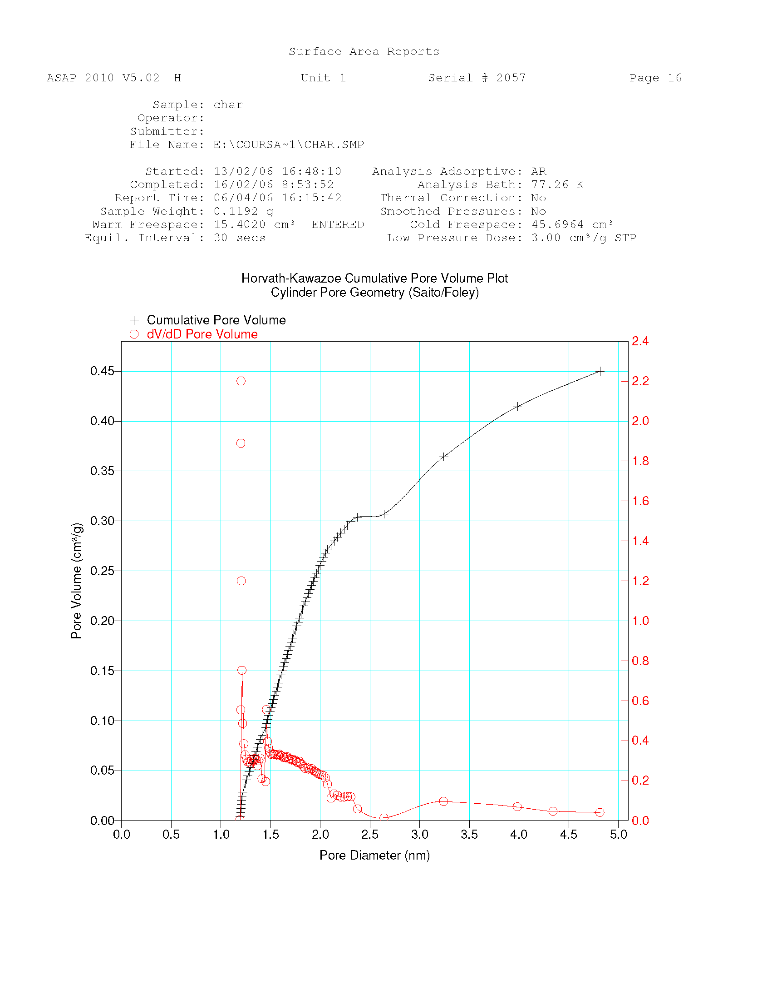 Surface Area Reports
ASAP 2010 V5.02  H  Unit 1  Serial # 2057  Page 16
Sample: char
Operator:
Submitter:
File Name: E:\COURSA~1\CHAR.SMP
Started: 13/02/06 16:48:10  Analysis Adsorptive: AR
Completed: 16/02/06 8:53:52  Analysis Bath: 77.26 K
Report Time: 06/04/06 16:15:42  Thermal Correction: No
Sample Weight: 0.1192 g  Smoothed Pressures: No
Warm Freespace: 15.4020 cm³  ENTERED  Cold Freespace: 45.6964 cm³
Equil. Interval: 30 secs  Low Pressure Dose: 3.00 cm³/g STP
Horvath-Kawazoe Cumulative Pore Volume Plot
Cylinder Pore Geometry (Saito/Foley)
Cumulative Pore Volume
dV/dD Pore Volume
2.4
0.45
2.2
0.40
2.0
1.8
0.35
1.6
0.30
1.4
0.25
1.2
0.20
1.0
0.15
0.8
0.6
0.10
0.4
0.05
0.2
0.00
0.0
Pore Volume (cm³/g)
0.0 0.5 1.0 1.5 2.0 2.5 3.0 3.5 4.0 4.5 5.0
Pore Diameter (nm)